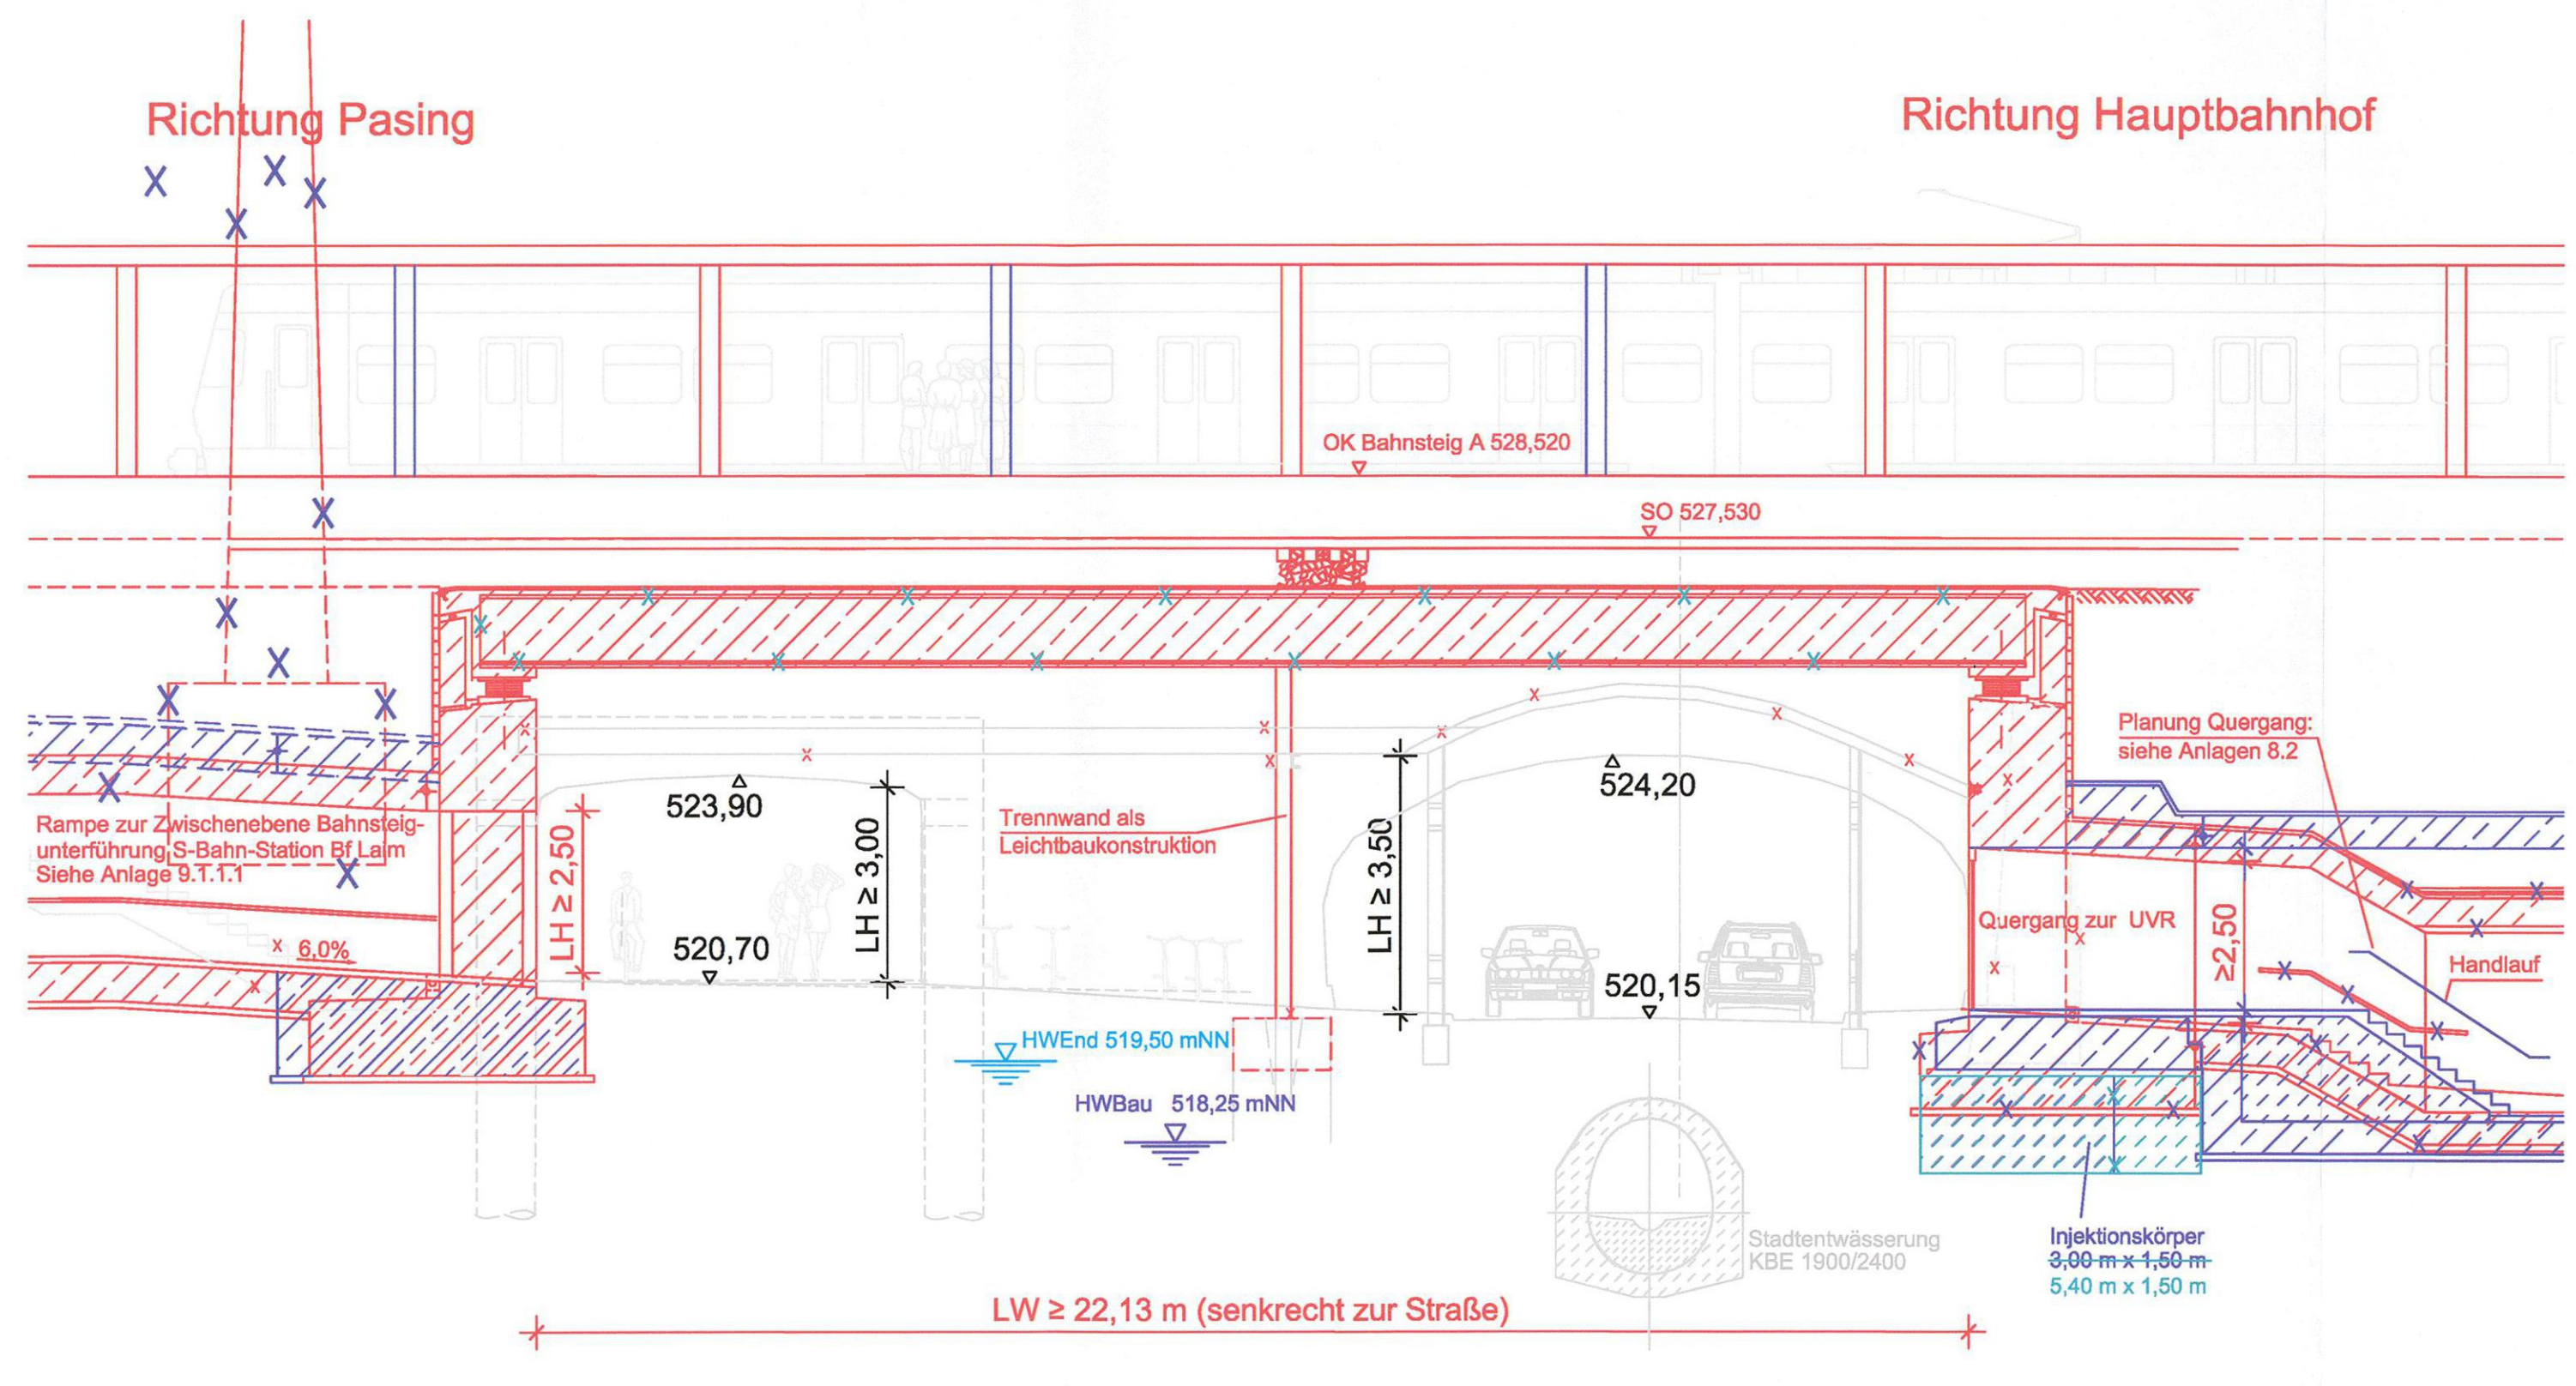 Richtung Pasing
Richtung Hauptbahnhof
OK Bahnsteig A 528,520
SO 527,530
Planung Quergang:
siehe Anlagen 8.2
523,90
524,20
Rampe zur Zwischenebene Bahnsteig-
unterführung S-Bahn-Station Bf Laim
Siehe Anlage 9.1.1.1
LH ≥ 2,50
LH ≥ 3,00
Trennwand als
Leichtbaukonstruktion
LH ≥ 3,50
Quergang zur UVR
≥2,50
6,0%
520,70
520,15
Handlauf
HWEnd 519,50 mNN
HWBau 518,25 mNN
Stadtentwässerung
KBE 1900/2400
Injektionskörper
3,00 m x 1,50 m
5,40 m x 1,50 m
LW ≥ 22,13 m (senkrecht zur Straße)